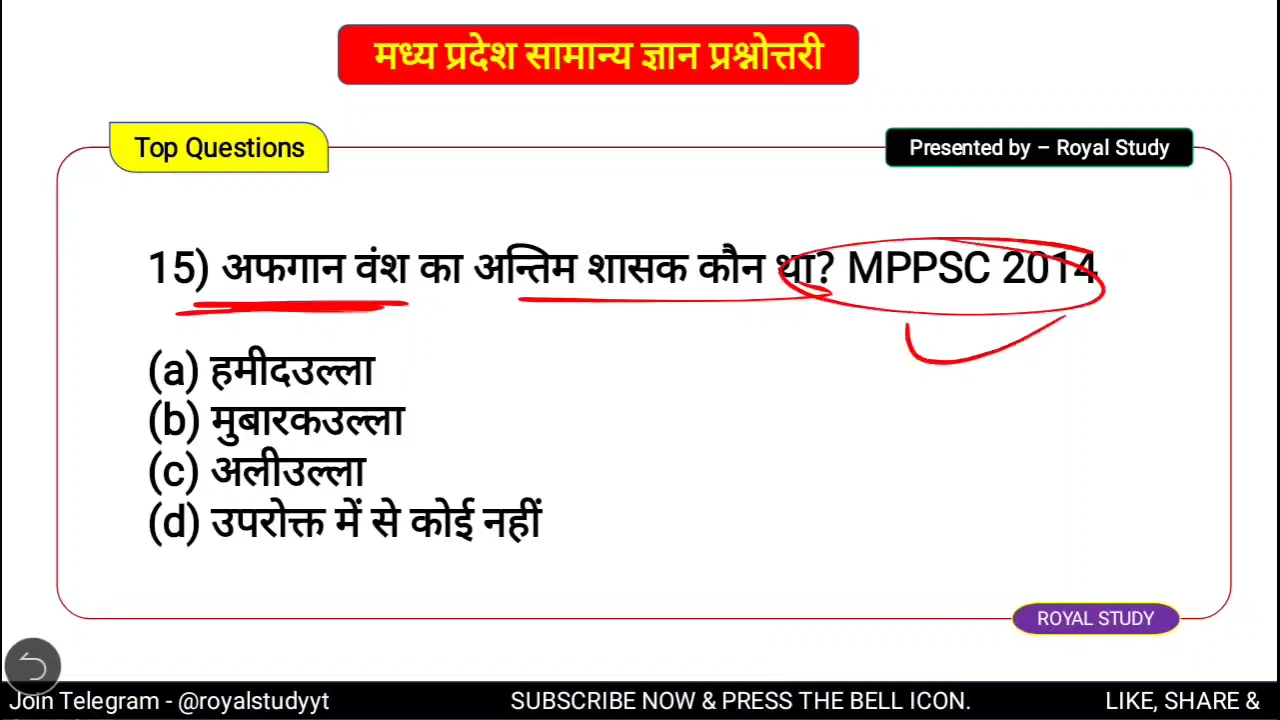 मध्य प्रदेश सामान्य ज्ञान प्रश्नोत्तरी
Top Questions
Presented by – Royal Study
15) अफगान वंश का अन्तिम शासक कौन था? MPPSC 2014
(a) हमीदउल्ला
(b) मुबारकउल्ला
(c) अलीउल्ला
(d) उपरोक्त में से कोई नहीं
ROYAL STUDY
Join Telegram - @royalstudyyt SUBSCRIBE NOW & PRESS THE BELL ICON. LIKE, SHARE &